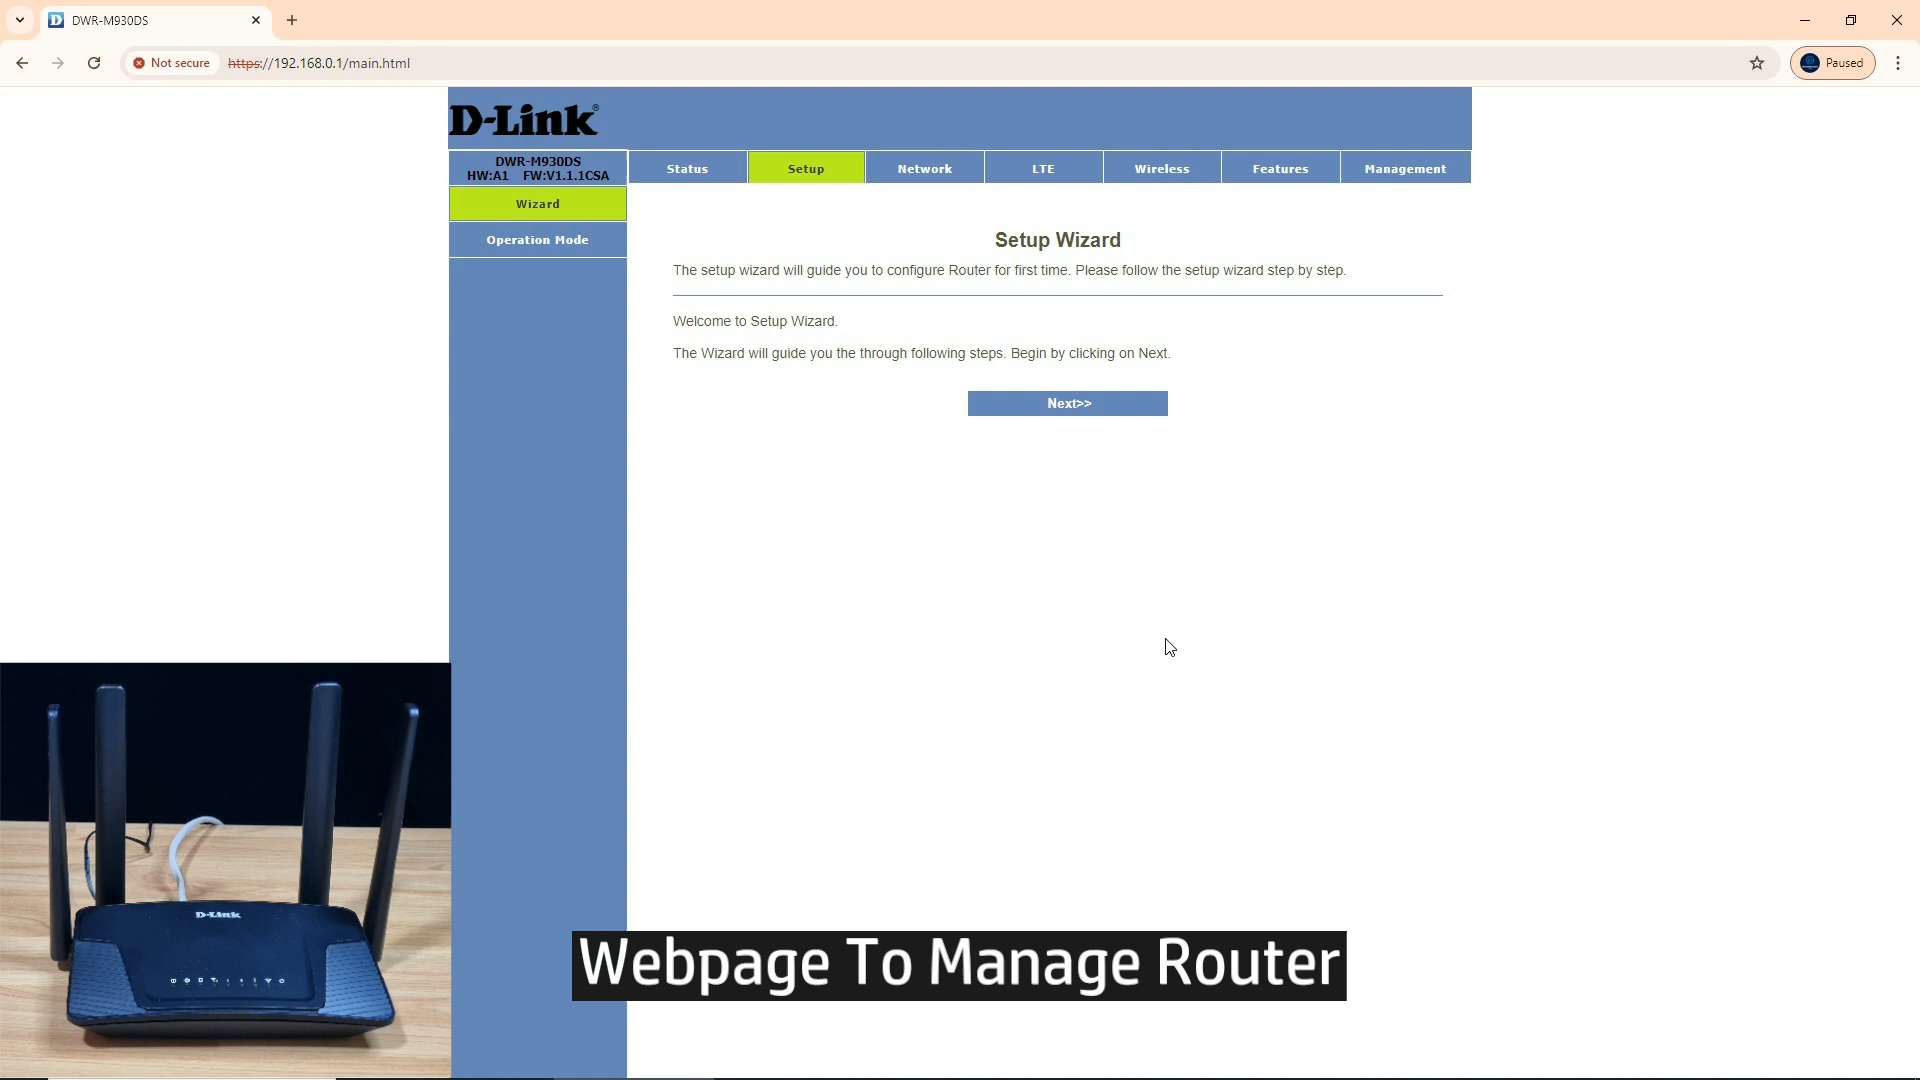 DWR-M930DS
Not secure
https://192.168.0.1/main.html
Paused
D-Link®
DWR-M930DS
HW:A1 FW:V1.1.1CSA
Status
Setup
Network
LTE
Wireless
Features
Management
Wizard
Operation Mode
Setup Wizard
The setup wizard will guide you to configure Router for first time. Please follow the setup wizard step by step.
Welcome to Setup Wizard.
The Wizard will guide you the through following steps. Begin by clicking on Next.
Next>>
D-Link
Webpage To Manage Router